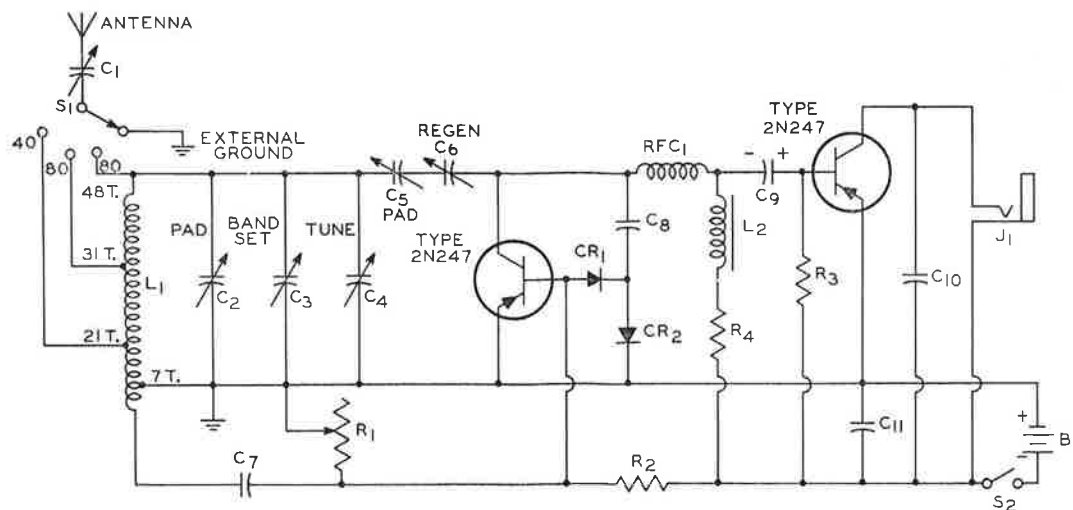 ANTENNA
C1
S1
40
80
80
EXTERNAL
GROUND
48T.
31T.
21T.
7T.
L1
PAD
C2
BAND
SET
C3
TUNE
C4
C5
PAD
REGEN
C6
TYPE
2N247
CR1
CR2
C8
RFC1
- +
C9
L2
R4
R3
TYPE
2N247
C10
J1
C11
+
B
-
S2
R1
C7
R2